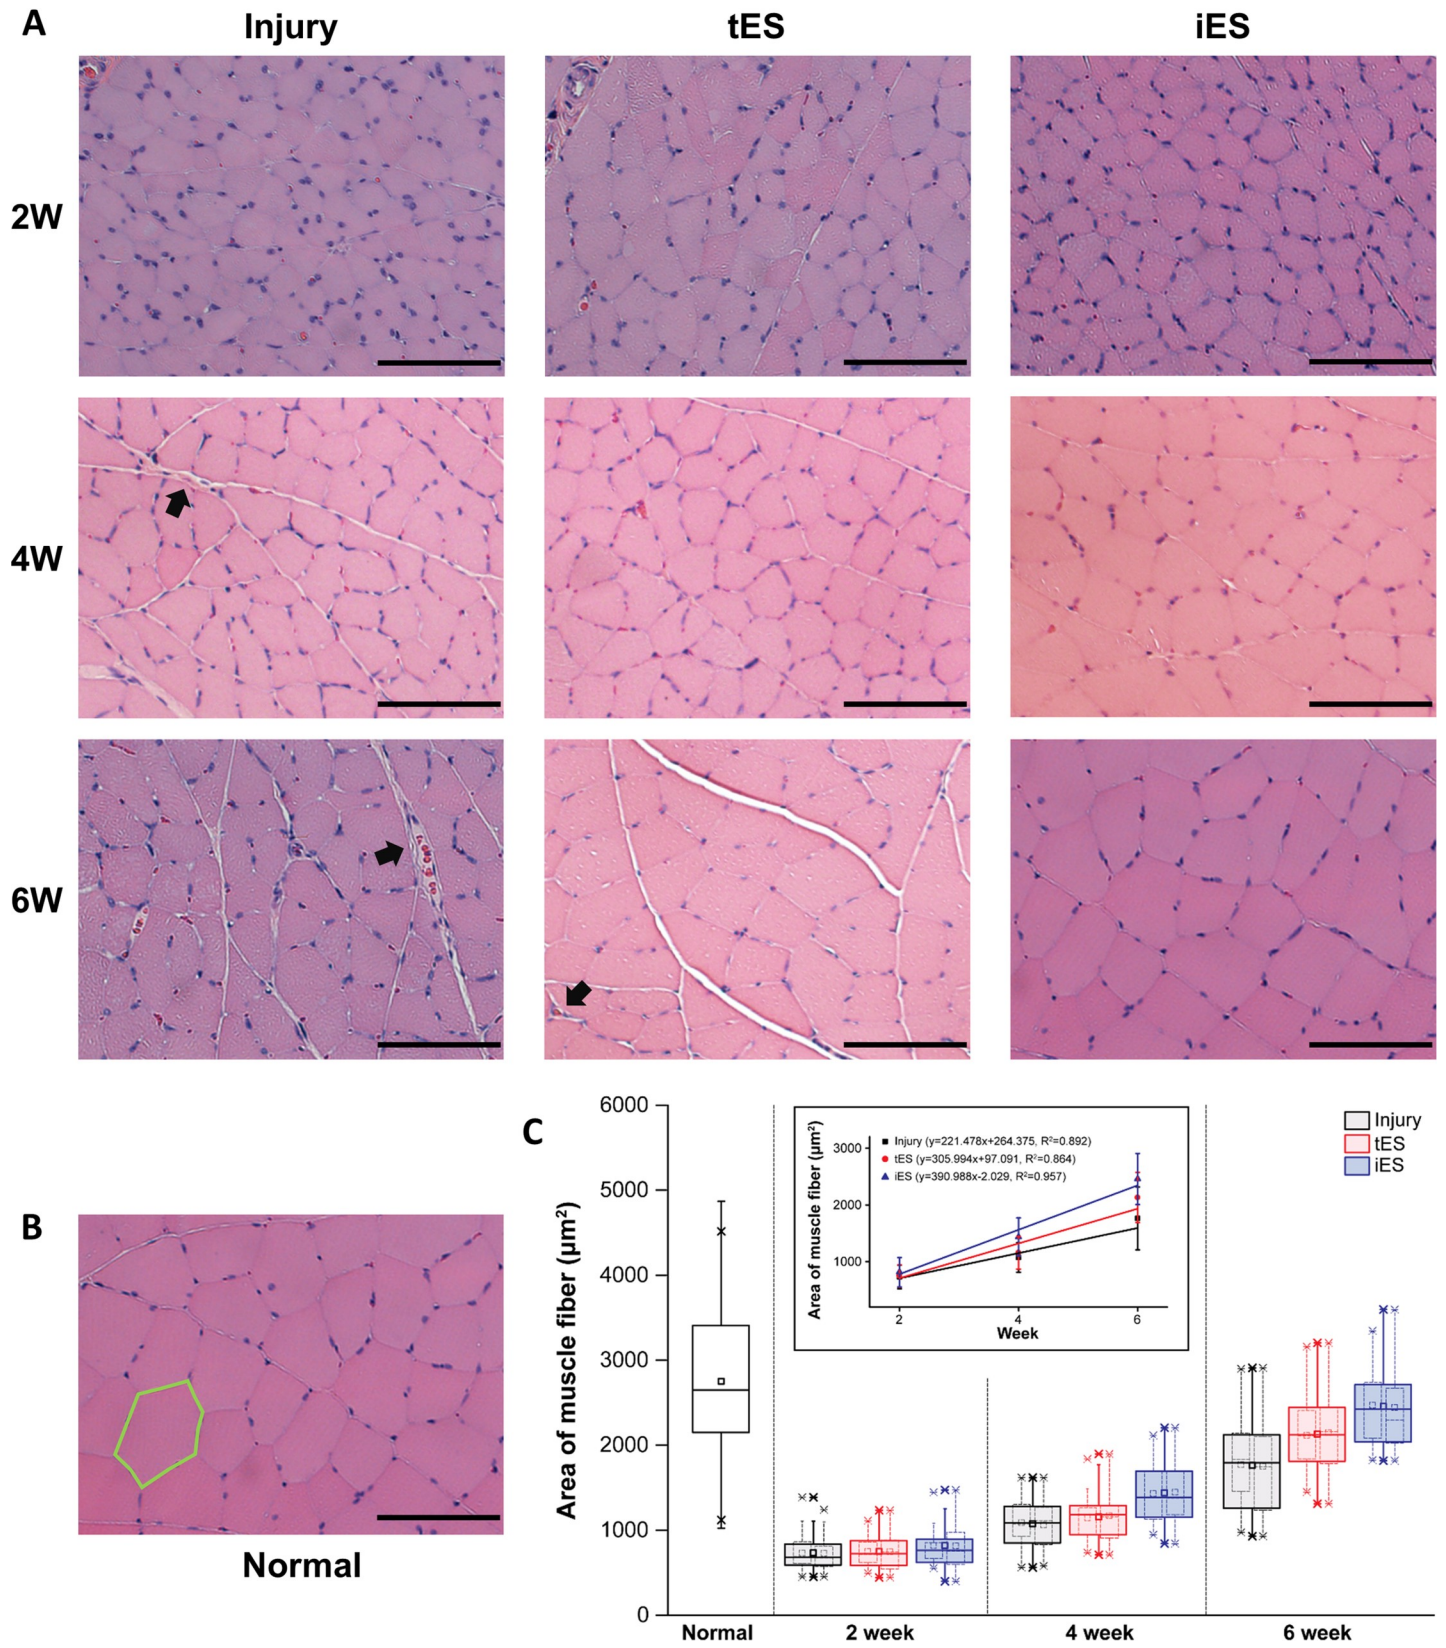 A
Injury
tES
iES
2W
4W
6W
B
Normal
C
Area of muscle fiber (μm²)
6000
5000
4000
3000
2000
1000
0
Normal
2 week
4 week
6 week
Injury
tES
iES
Area of muscle fiber (μm²)
3000
2000
1000
2
4
6
Week
Injury (y=221.478x+264.375, R²=0.892)
tES (y=305.994x+97.091, R²=0.864)
iES (y=390.988x-2.029, R²=0.957)